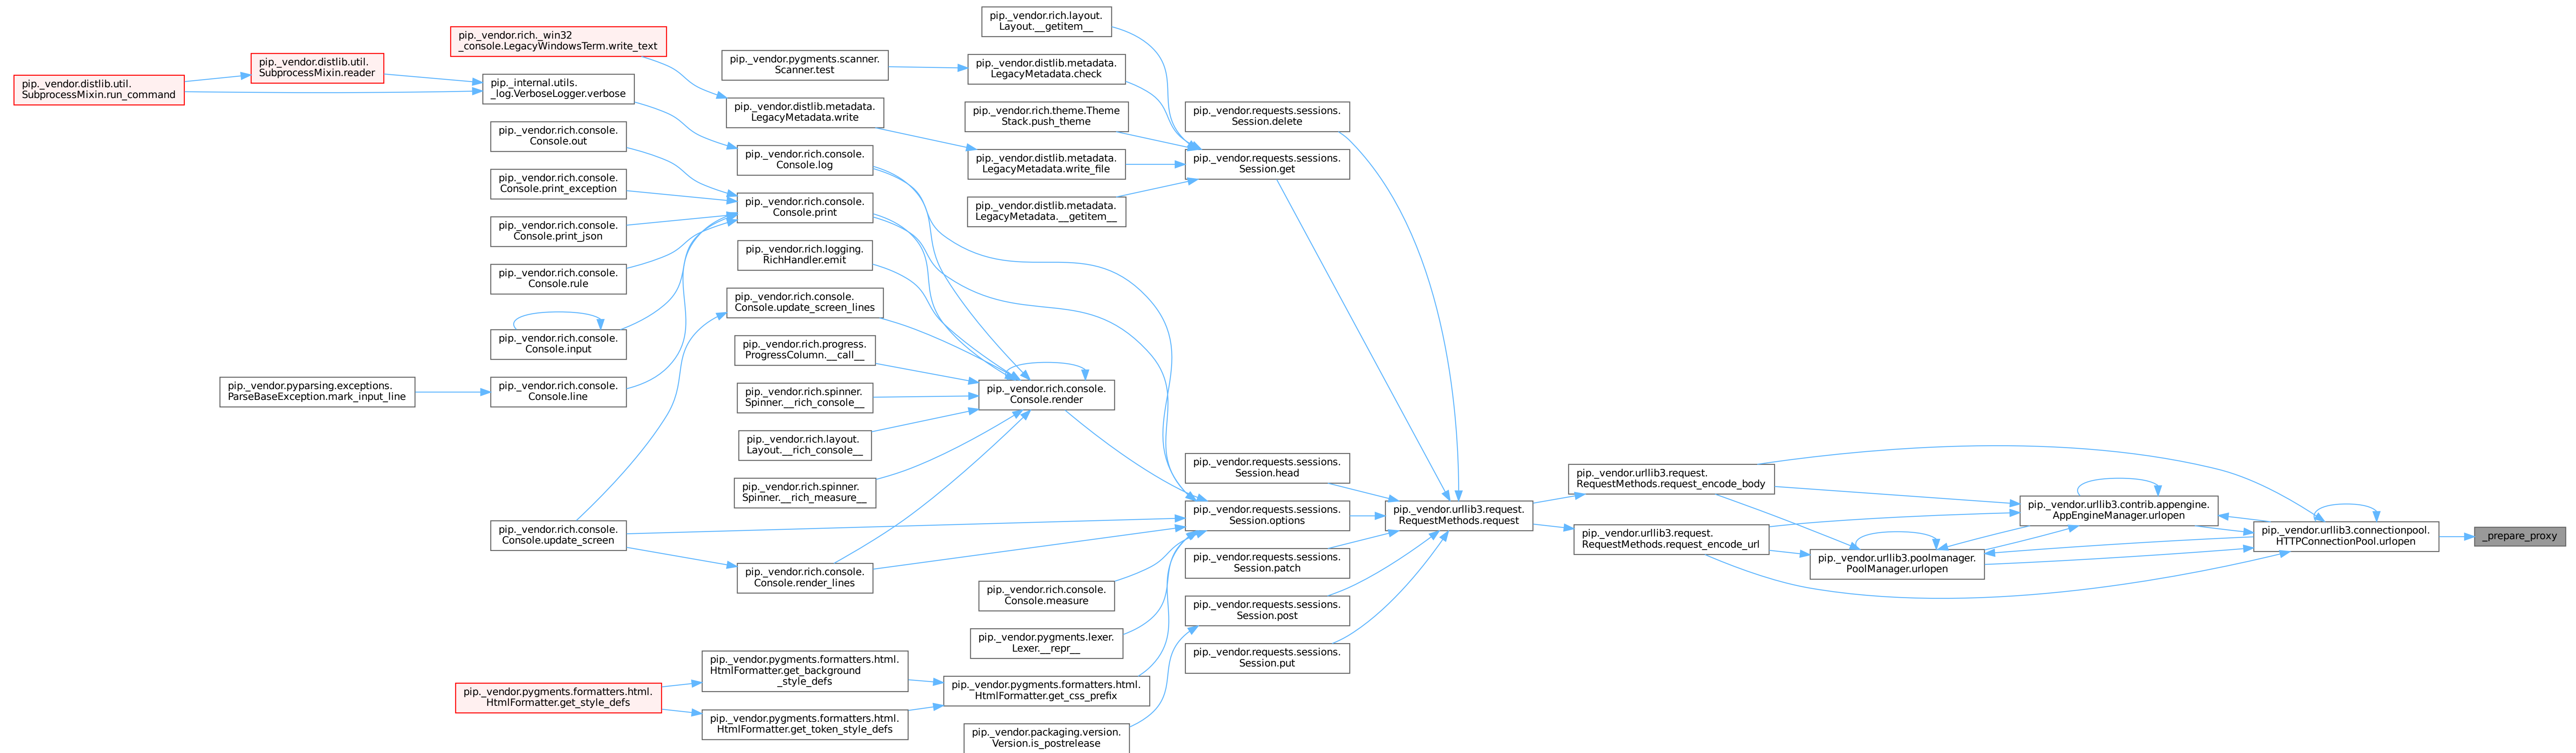 pip._vendor.distlib.util.
SubprocessMixin.run_command
pip._vendor.distlib.util.
SubprocessMixin.reader
pip._vendor.pyparsing.exceptions.
ParseBaseException.mark_input_line
pip._vendor.rich._win32
_console.LegacyWindowsTerm.write_text
pip._internal.utils.
_log.VerboseLogger.verbose
pip._vendor.rich.console.
Console.out
pip._vendor.rich.console.
Console.print_exception
pip._vendor.rich.console.
Console.print_json
pip._vendor.rich.console.
Console.rule
pip._vendor.rich.console.
Console.input
pip._vendor.rich.console.
Console.line
pip._vendor.rich.console.
Console.update_screen
pip._vendor.pygments.formatters.html.
HtmlFormatter.get_style_defs
pip._vendor.pygments.scanner.
Scanner.test
pip._vendor.distlib.metadata.
LegacyMetadata.write
pip._vendor.rich.console.
Console.log
pip._vendor.rich.console.
Console.print
pip._vendor.rich.logging.
RichHandler.emit
pip._vendor.rich.console.
Console.update_screen_lines
pip._vendor.rich.progress.
ProgressColumn.__call__
pip._vendor.rich.spinner.
Spinner.__rich_console__
pip._vendor.rich.layout.
Layout.__rich_console__
pip._vendor.rich.spinner.
Spinner.__rich_measure__
pip._vendor.rich.console.
Console.render_lines
pip._vendor.pygments.formatters.html.
HtmlFormatter.get_background
_style_defs
pip._vendor.pygments.formatters.html.
HtmlFormatter.get_token_style_defs
pip._vendor.rich.layout.
Layout.__getitem__
pip._vendor.distlib.metadata.
LegacyMetadata.check
pip._vendor.rich.theme.Theme
Stack.push_theme
pip._vendor.distlib.metadata.
LegacyMetadata.write_file
pip._vendor.distlib.metadata.
LegacyMetadata.__getitem__
pip._vendor.rich.console.
Console.render
pip._vendor.rich.console.
Console.measure
pip._vendor.pygments.lexer.
Lexer.__repr__
pip._vendor.pygments.formatters.html.
HtmlFormatter.get_css_prefix
pip._vendor.packaging.version.
Version.is_postrelease
pip._vendor.requests.sessions.
Session.delete
pip._vendor.requests.sessions.
Session.get
pip._vendor.requests.sessions.
Session.head
pip._vendor.requests.sessions.
Session.options
pip._vendor.requests.sessions.
Session.patch
pip._vendor.requests.sessions.
Session.post
pip._vendor.requests.sessions.
Session.put
pip._vendor.urllib3.request.
RequestMethods.request
pip._vendor.urllib3.request.
RequestMethods.request_encode_body
pip._vendor.urllib3.request.
RequestMethods.request_encode_url
pip._vendor.urllib3.poolmanager.
PoolManager.urlopen
pip._vendor.urllib3.contrib.appengine.
AppEngineManager.urlopen
pip._vendor.urllib3.connectionpool.
HTTPConnectionPool.urlopen
_prepare_proxy